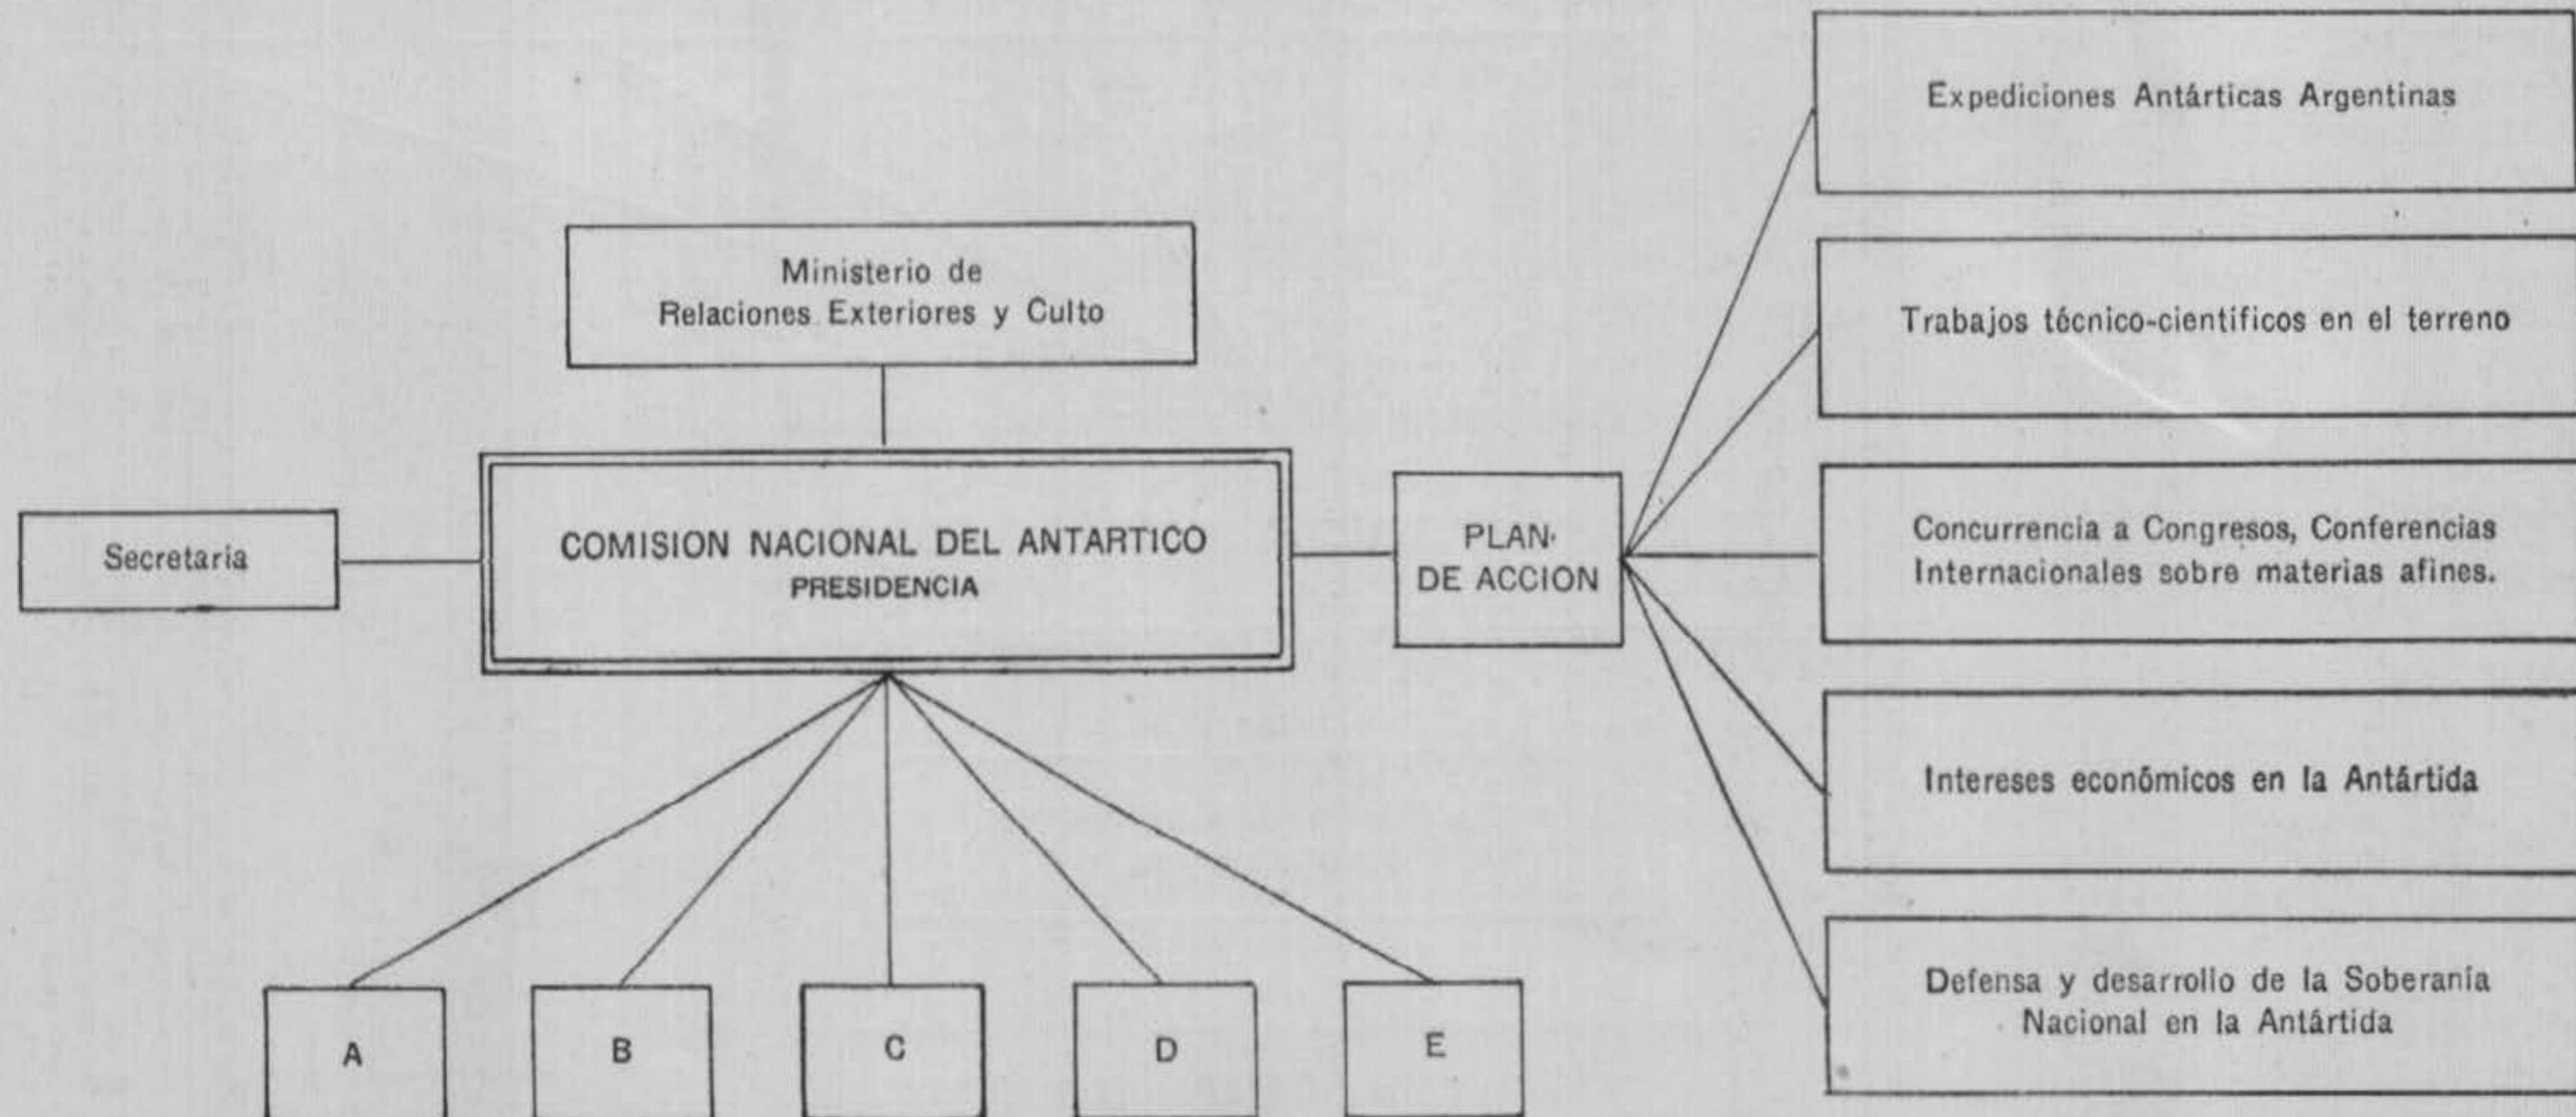 Ministerio de
Relaciones Exteriores y Culto
Secretaria
COMISION NACIONAL DEL ANTARTICO
PRESIDENCIA
PLAN
DE ACCION
Expediciones Antárticas Argentinas
Trabajos técnico-cientificos en el terreno
Concurrencia a Congresos, Conferencias
Internacionales sobre materias afines.
Intereses económicos en la Antártida
Defensa y desarrollo de la Soberanía
Nacional en la Antártida
A
B
C
D
E